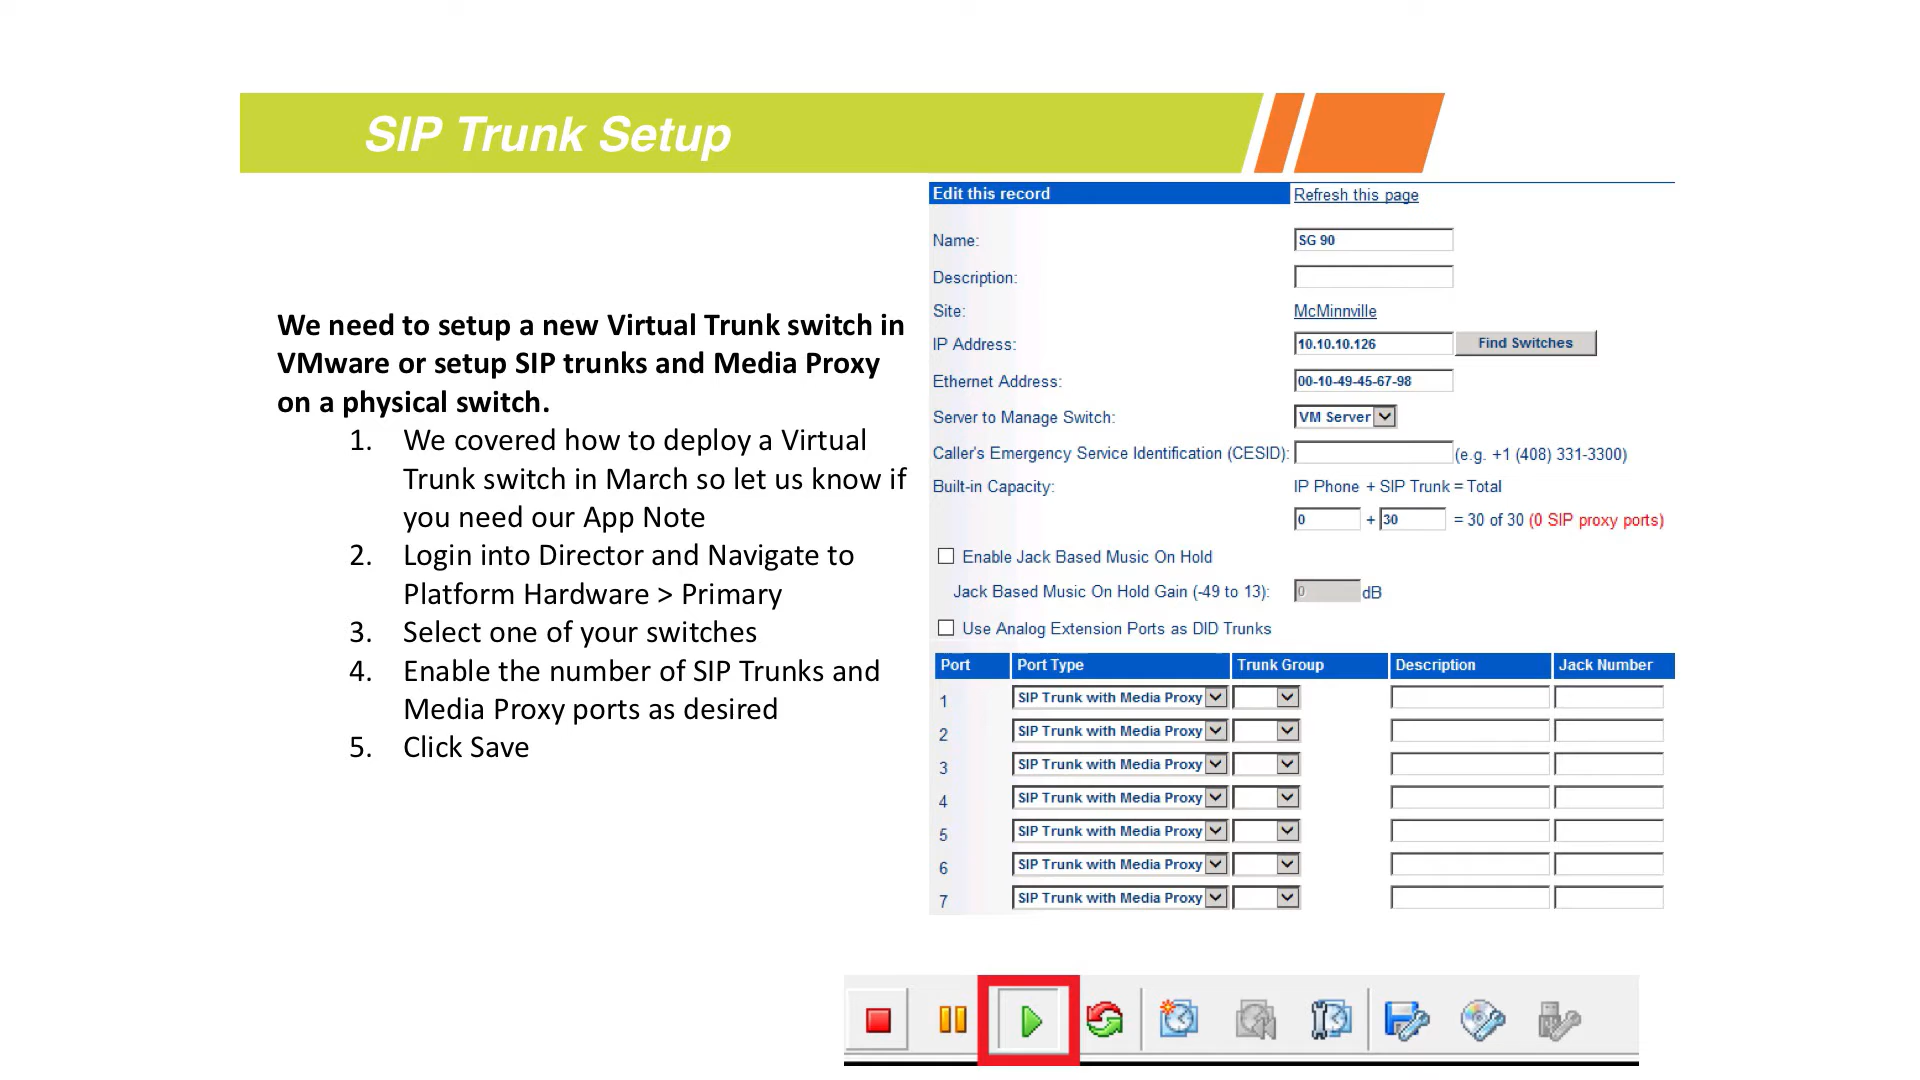 SIP Trunk Setup
We need to setup a new Virtual Trunk switch in
VMware or setup SIP trunks and Media Proxy
on a physical switch.
1. We covered how to deploy a Virtual
Trunk switch in March so let us know if
you need our App Note
2. Login into Director and Navigate to
Platform Hardware > Primary
3. Select one of your switches
4. Enable the number of SIP Trunks and
Media Proxy ports as desired
5. Click Save
Edit this record Refresh this page
Name: SG 90
Description:
Site: McMinnville
IP Address: 10.10.10.126 Find Switches
Ethernet Address: 00-10-49-45-67-98
Server to Manage Switch: VM Server
Caller's Emergency Service Identification (CESID): (e.g. +1 (408) 331-3300)
Built-in Capacity: IP Phone + SIP Trunk = Total
0 + 30 = 30 of 30 (0 SIP proxy ports)
Enable Jack Based Music On Hold
Jack Based Music On Hold Gain (-49 to 13): 0 dB
Use Analog Extension Ports as DID Trunks
Port Port Type Trunk Group Description Jack Number
1 SIP Trunk with Media Proxy
2 SIP Trunk with Media Proxy
3 SIP Trunk with Media Proxy
4 SIP Trunk with Media Proxy
5 SIP Trunk with Media Proxy
6 SIP Trunk with Media Proxy
7 SIP Trunk with Media Proxy